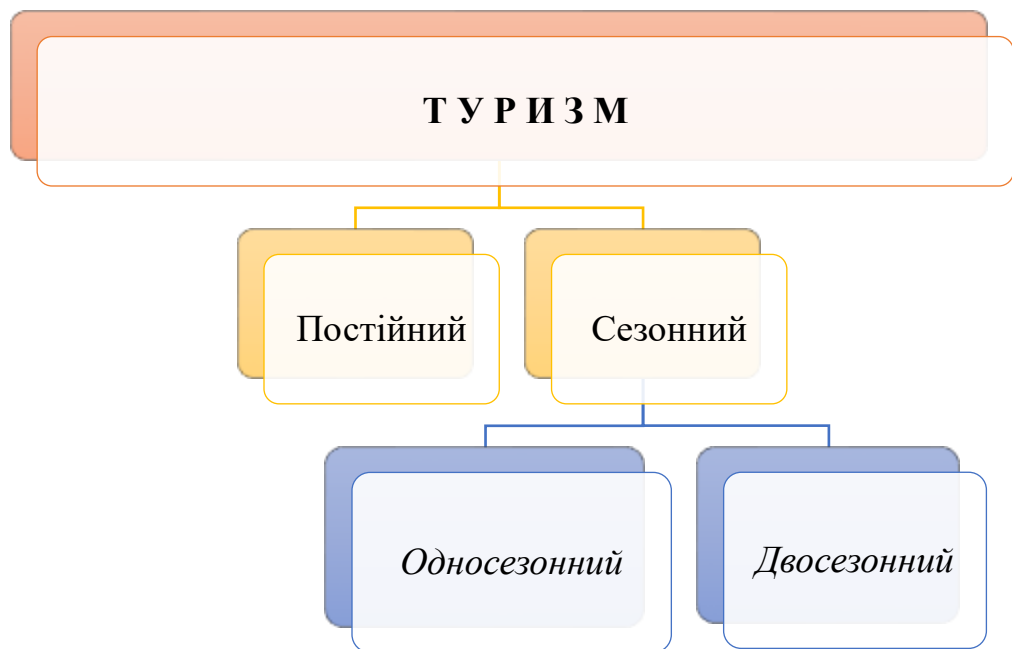 Т У Р И З М
Постійний
Сезонний
Односезонний
Двосезонний